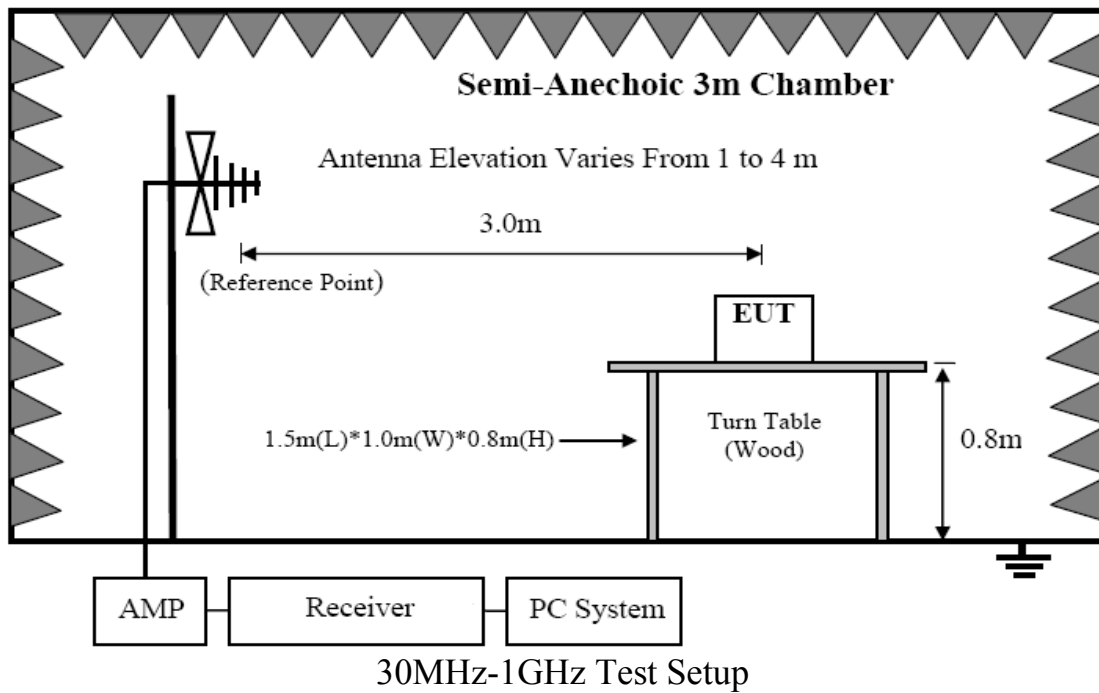 Semi-Anechoic 3m Chamber
Antenna Elevation Varies From 1 to 4 m
3.0m
(Reference Point)
EUT
1.5m(L)*1.0m(W)*0.8m(H)
Turn Table
(Wood)
0.8m
AMP
Receiver
PC System
30MHz-1GHz Test Setup